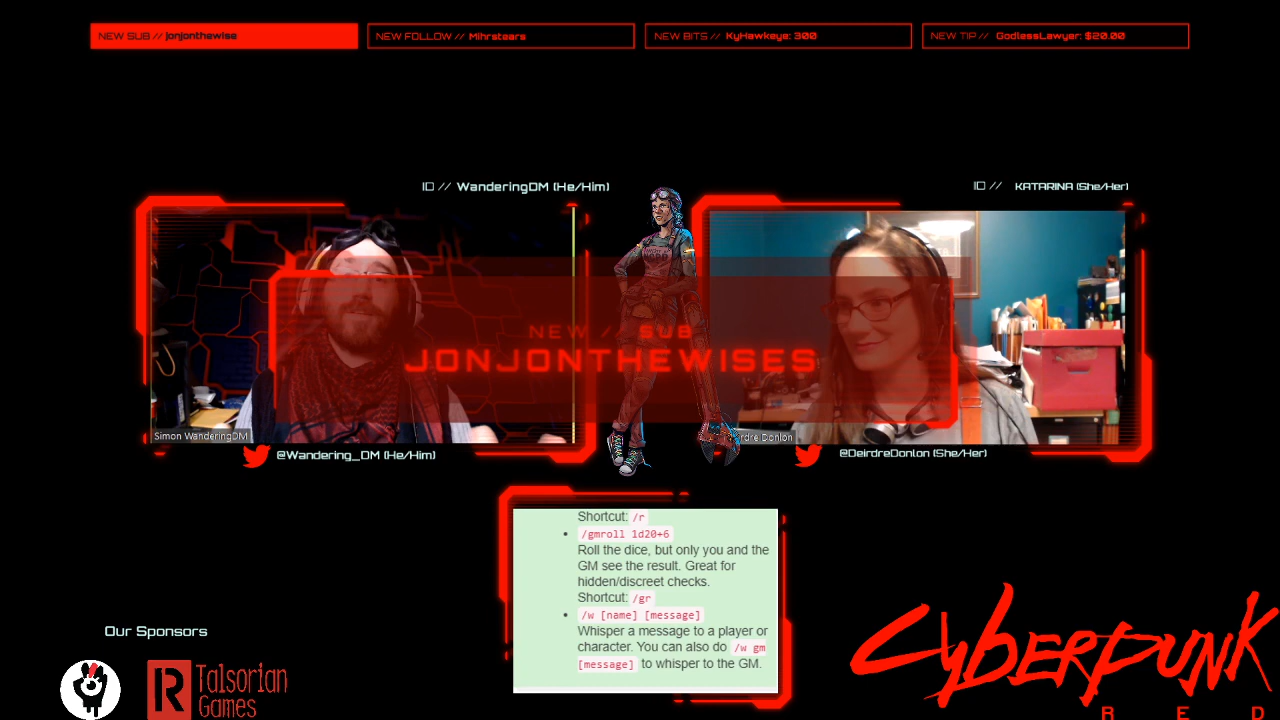 NEW SUB // jonjonthewise
NEW FOLLOW // Mihrstears
NEW BITS // KyHawkeye: 300
NEW TIP // GodlessLawyer: $20.00
ID // WanderingDM (He/Him)
ID // KATARINA (She/Her)
NEW // SUB
JONJONTHEWISES
Simon WanderingDM
rdre Donlon
@Wandering_DM (He/Him)
@DeirdreDonlon (She/Her)
Shortcut: /r
• /gmroll 1d20+6
Roll the dice, but only you and the
GM see the result. Great for
hidden/discreet checks.
Shortcut: /gr
• /w [name] [message]
Whisper a message to a player or
character. You can also do /w gm
[message] to whisper to the GM.
Our Sponsors
R Talsorian
Games
CYBERPUNK
RED